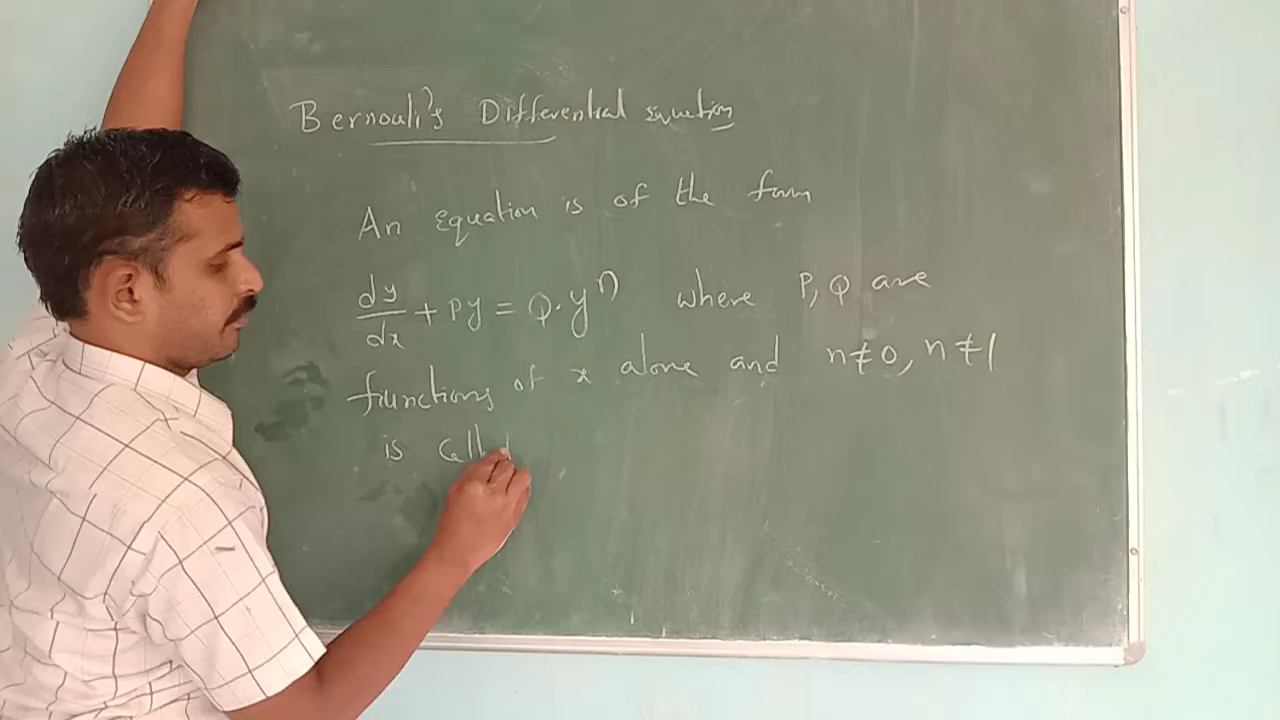 Bernouli's Differential Equation
An Equation is of the form
dy/dx + Py = Q.y^n where P, Q are
functions of x alone and n≠0, n≠1
is call